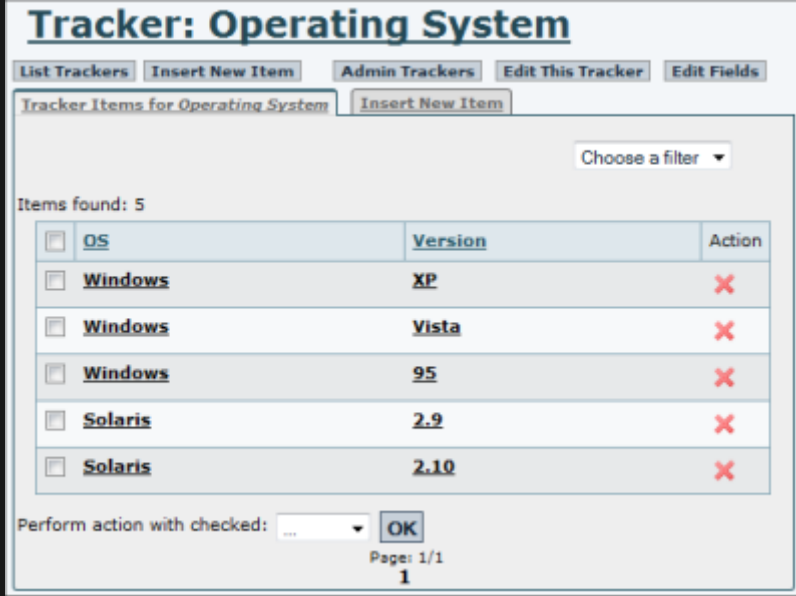 Tracker: Operating System
List Trackers Insert New Item Admin Trackers Edit This Tracker Edit Fields
Tracker Items for Operating System Insert New Item
Choose a filter
Items found: 5
OS Version Action
Windows XP
Windows Vista
Windows 95
Solaris 2.9
Solaris 2.10
Perform action with checked: ... OK
Page: 1/1
1